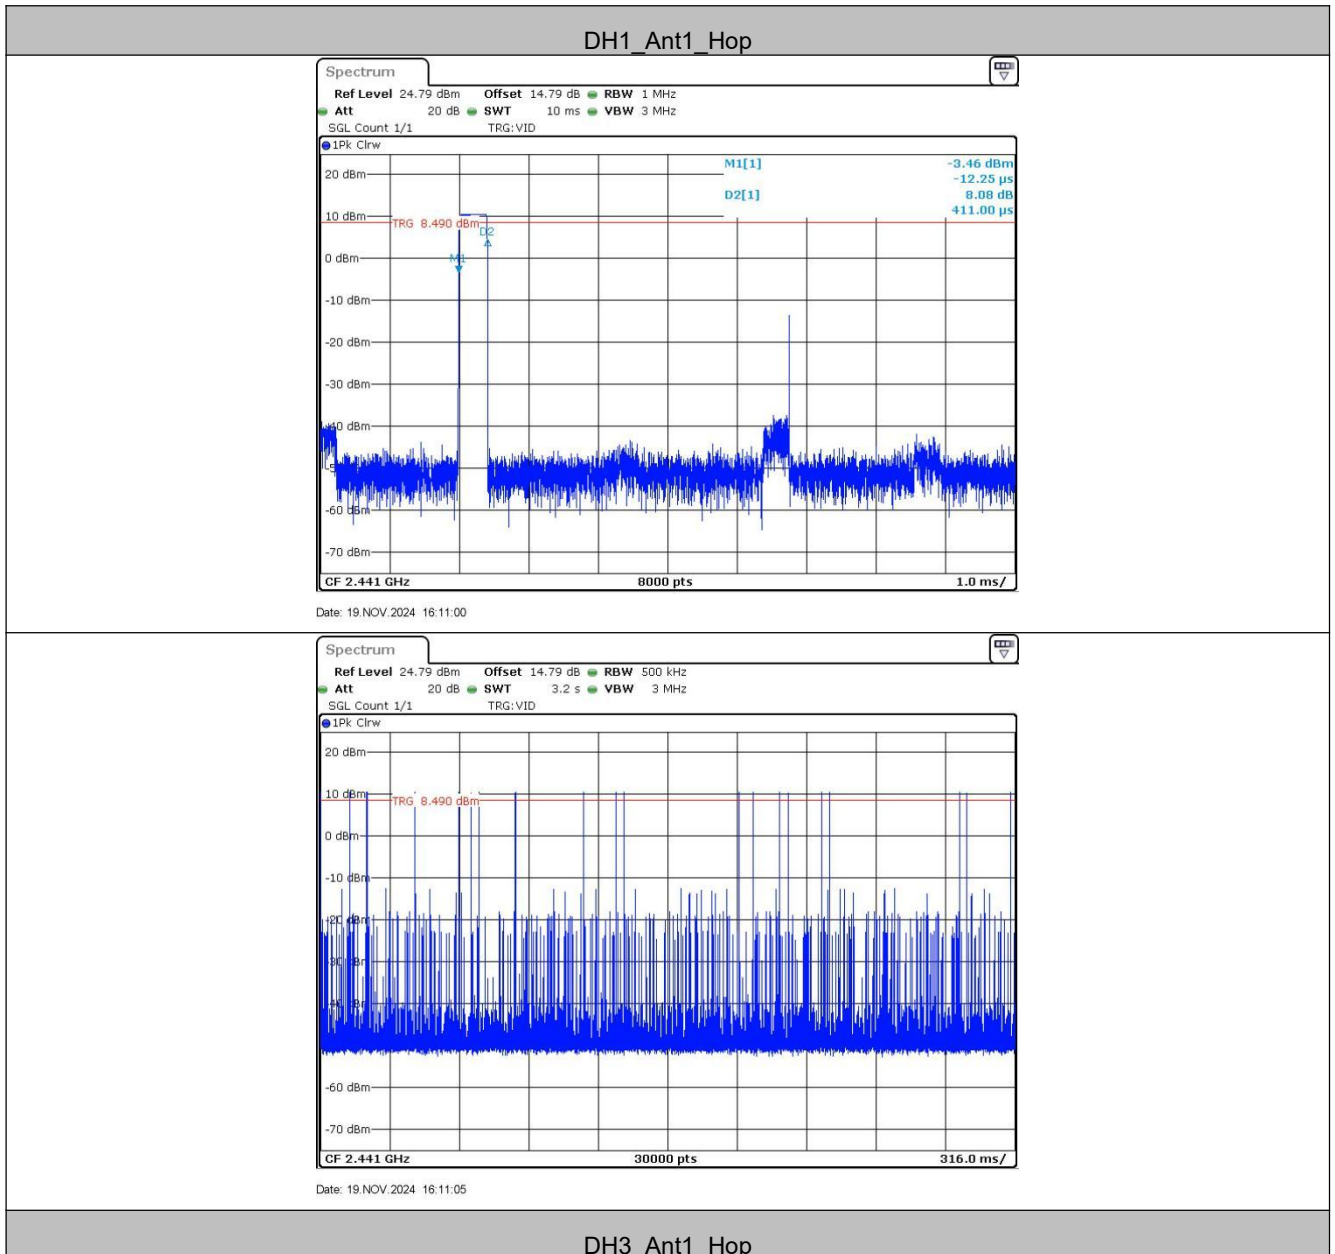 DH1_Ant1_Hop
Spectrum
Ref Level 24.79 dBm Offset 14.79 dB RBW 1 MHz
Att 20 dB SWT 10 ms VBW 3 MHz
SGL Count 1/1 TRG:VID
1Pk Clrw
M1[1] -3.46 dBm
-12.25 µs
D2[1] 8.08 dB
411.00 µs
20 dBm
10 dBm
TRG 8.490 dBm
D2
0 dBm
M1
-10 dBm
-20 dBm
-30 dBm
-60 dBm
-70 dBm
CF 2.441 GHz 8000 pts 1.0 ms/
Date: 19.NOV.2024 16:11:00
Spectrum
Ref Level 24.79 dBm Offset 14.79 dB RBW 500 kHz
Att 20 dB SWT 3.2 s VBW 3 MHz
SGL Count 1/1 TRG:VID
1Pk Clrw
20 dBm
10 dBm
TRG 8.490 dBm
0 dBm
-10 dBm
-60 dBm
-70 dBm
CF 2.441 GHz 30000 pts 316.0 ms/
Date: 19.NOV.2024 16:11:05
DH3_Ant1_Hop